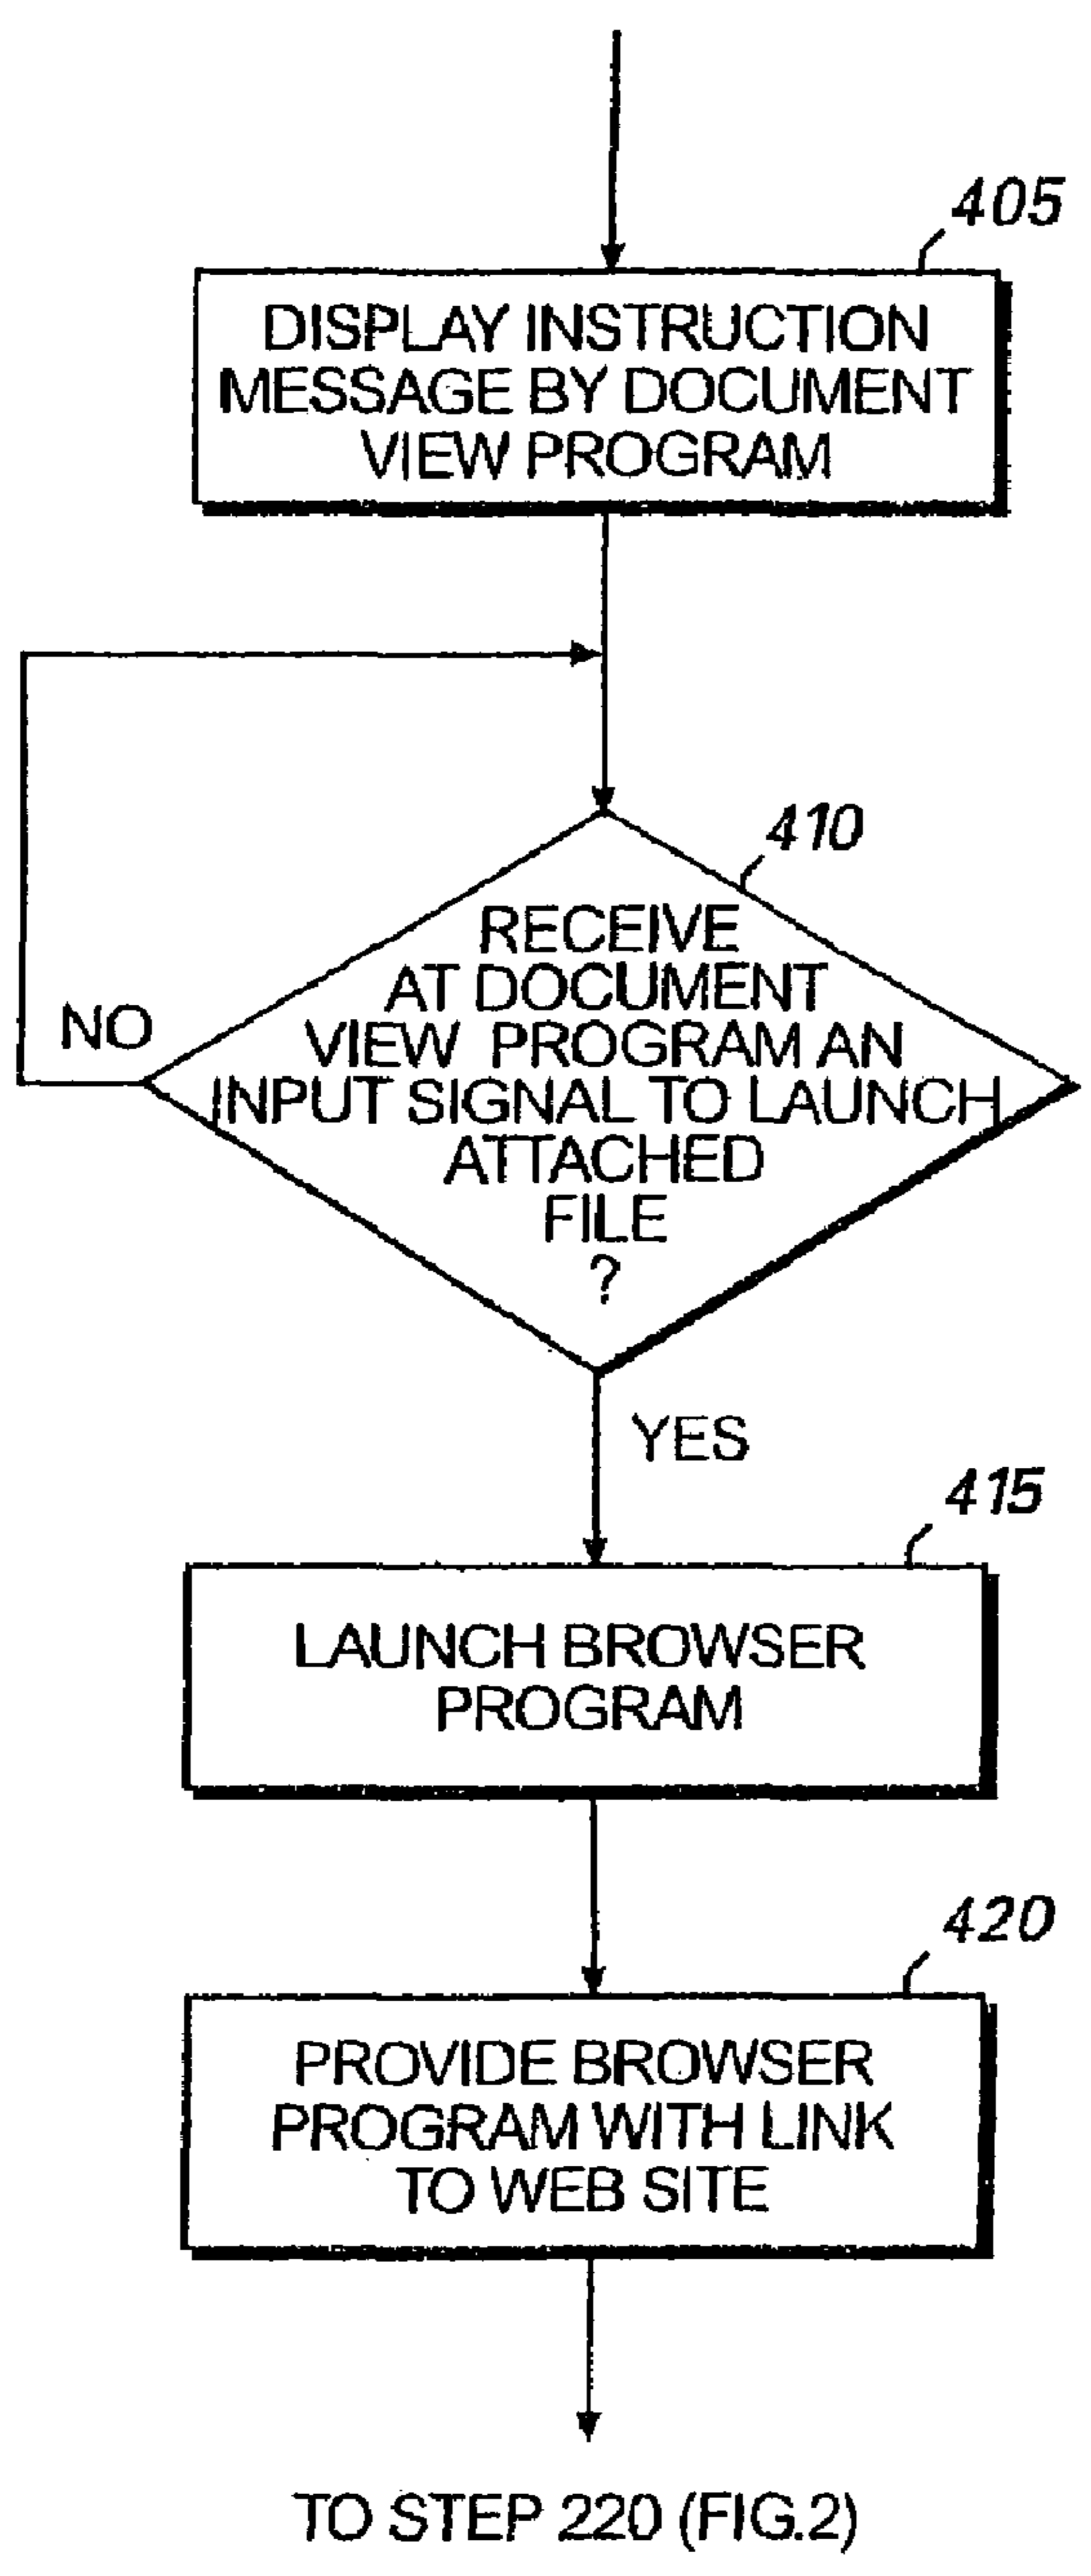 405
DISPLAY INSTRUCTION
MESSAGE BY DOCUMENT
VIEW PROGRAM
410
RECEIVE
AT DOCUMENT
VIEW PROGRAM AN
INPUT SIGNAL TO LAUNCH
ATTACHED
FILE
?
NO
YES
415
LAUNCH BROWSER
PROGRAM
420
PROVIDE BROWSER
PROGRAM WITH LINK
TO WEB SITE
TO STEP 220 (FIG.2)